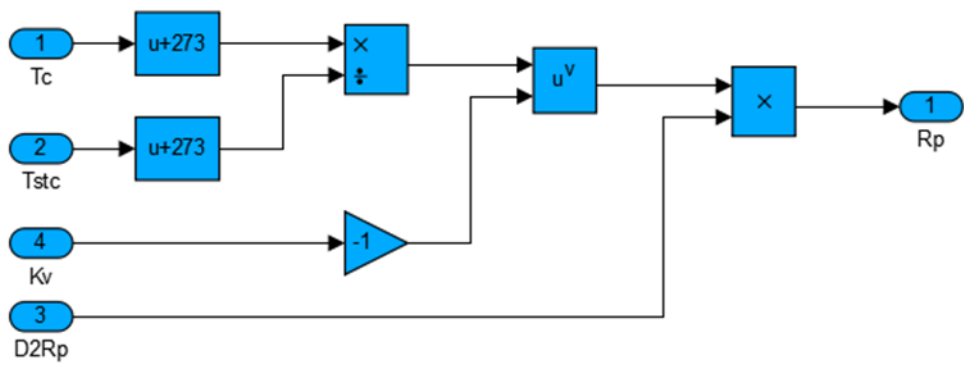 1
Tc
u+273
×
÷
u^v
×
1
Rp
2
Tstc
u+273
4
Kv
-1
3
D2Rp